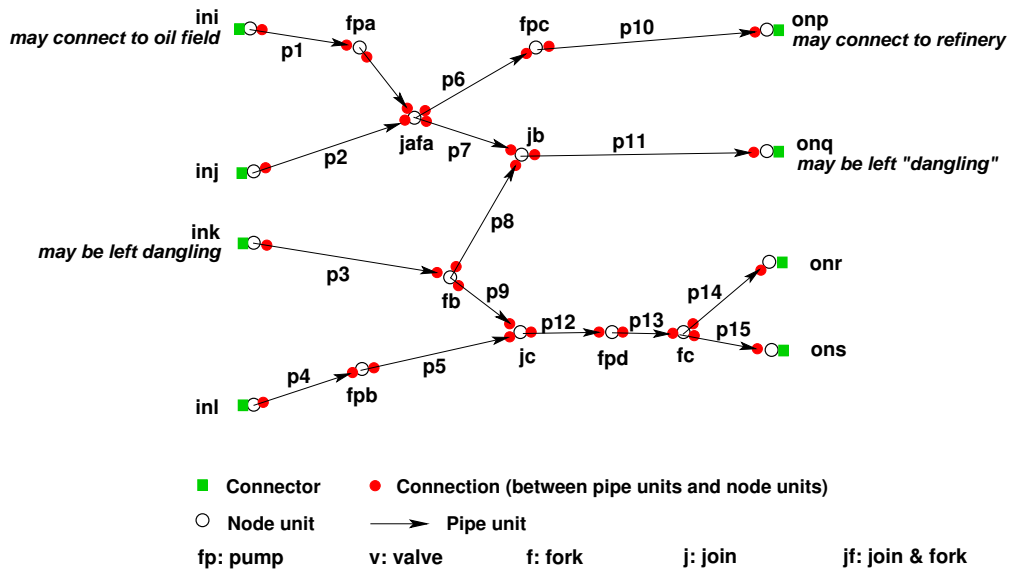 ini
may connect to oil field
p1
fpa
fpc
p10
onp
may connect to refinery
p6
jafa
p7
jb
p11
onq
may be left "dangling"
p2
inj
p8
ink
may be left dangling
p3
fb
p9
p14
onr
p12
p13
p15
jc
fpd
fc
ons
p4
fpb
p5
inl
Connector
Connection (between pipe units and node units)
Node unit
Pipe unit
fp: pump v: valve f: fork j: join jf: join & fork